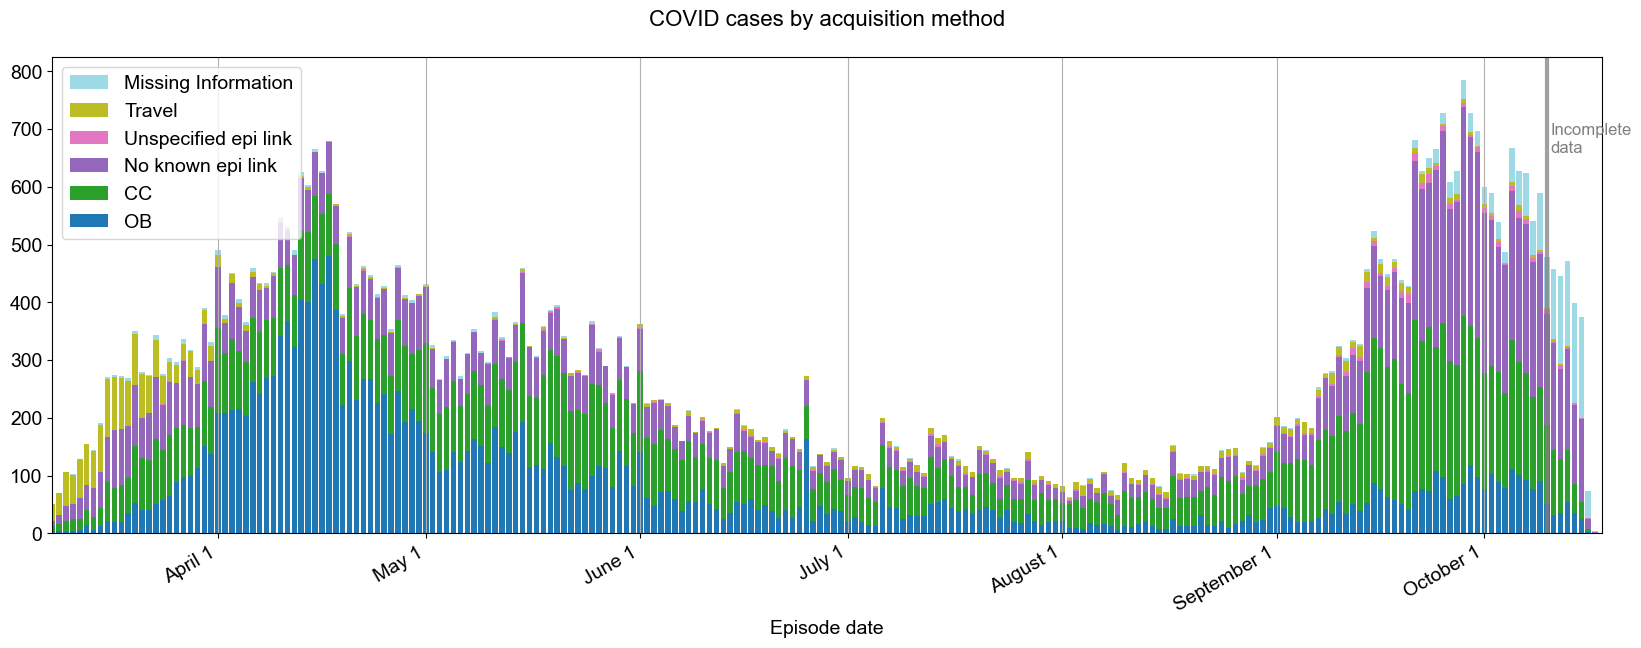 COVID cases by acquisition method
800
700
600
500
400
300
200
100
0
Missing Information
Travel
Unspecified epi link
No known epi link
CC
OB
Incomplete
data
April 1
May 1
June 1
July 1
August 1
September 1
October 1
Episode date